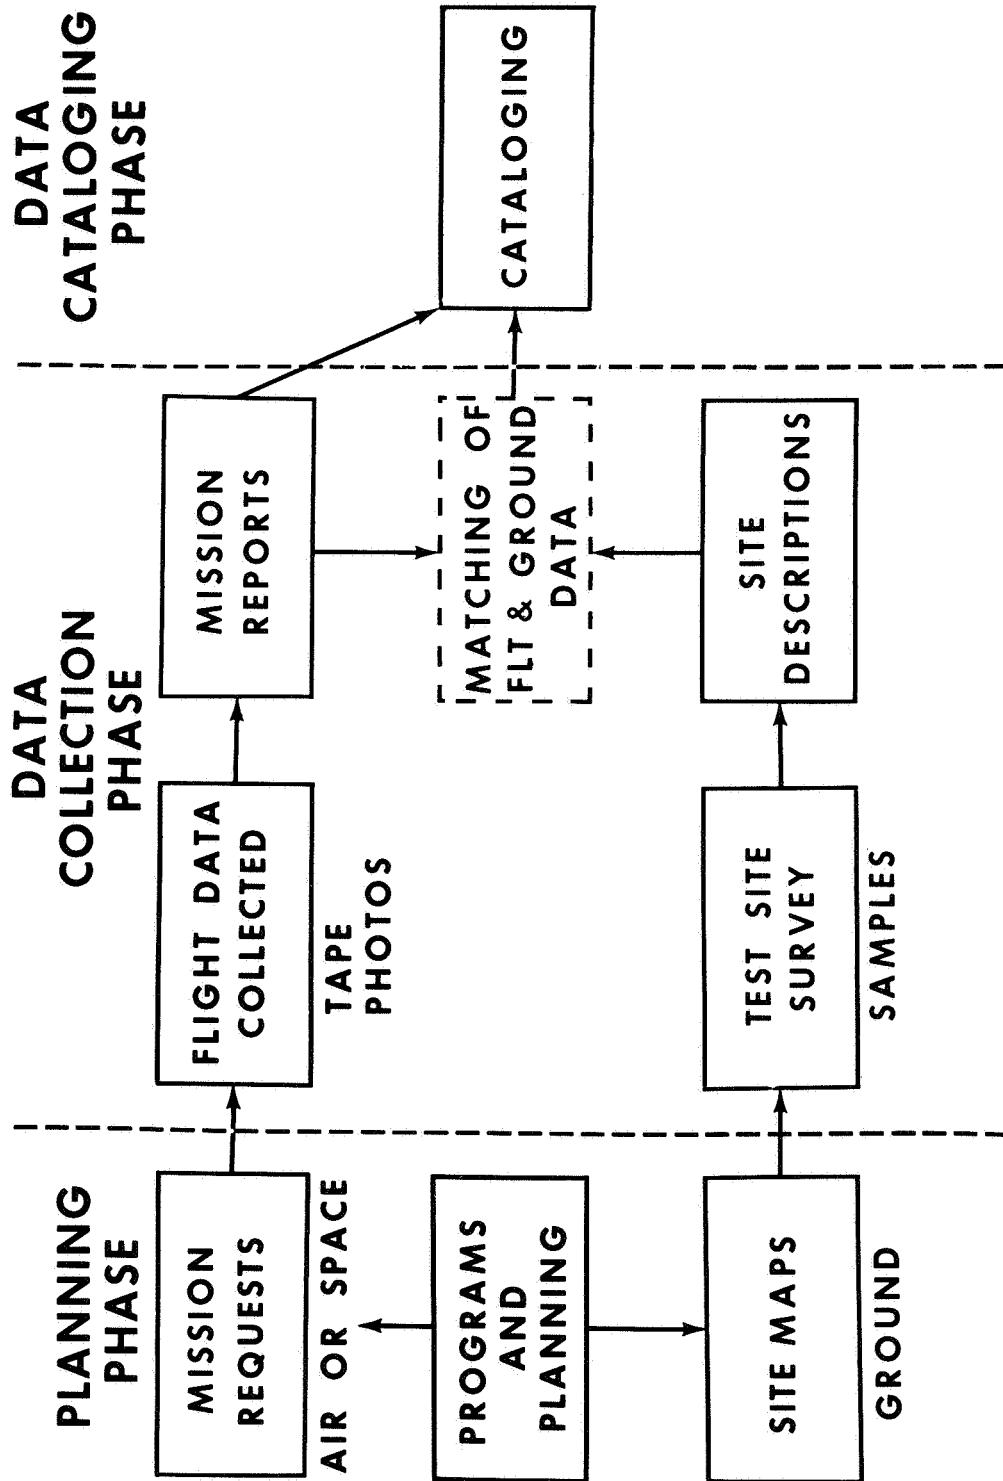 PLANNING
PHASE
DATA
COLLECTION
PHASE
DATA
CATALOGING
PHASE
MISSION
REQUESTS
AIR OR SPACE
FLIGHT DATA
COLLECTED
TAPE
PHOTOS
MISSION
REPORTS
PROGRAMS
AND
PLANNING
MATCHING OF
FLT & GROUND
DATA
CATALOGING
SITE MAPS
GROUND
TEST SITE
SURVEY
SAMPLES
SITE
DESCRIPTIONS